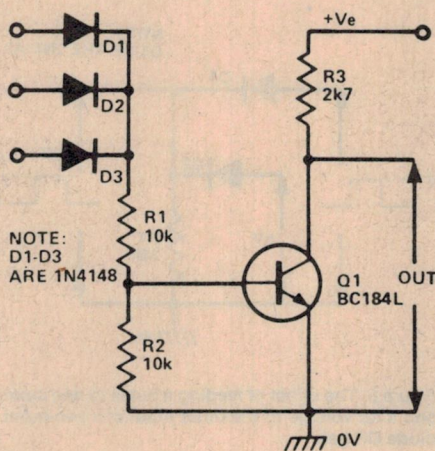 D1
D2
D3
+Ve
R3
2k7
R1
10k
NOTE:
D1-D3
ARE 1N4148
Q1
BC184L
OUT
R2
10k
0V